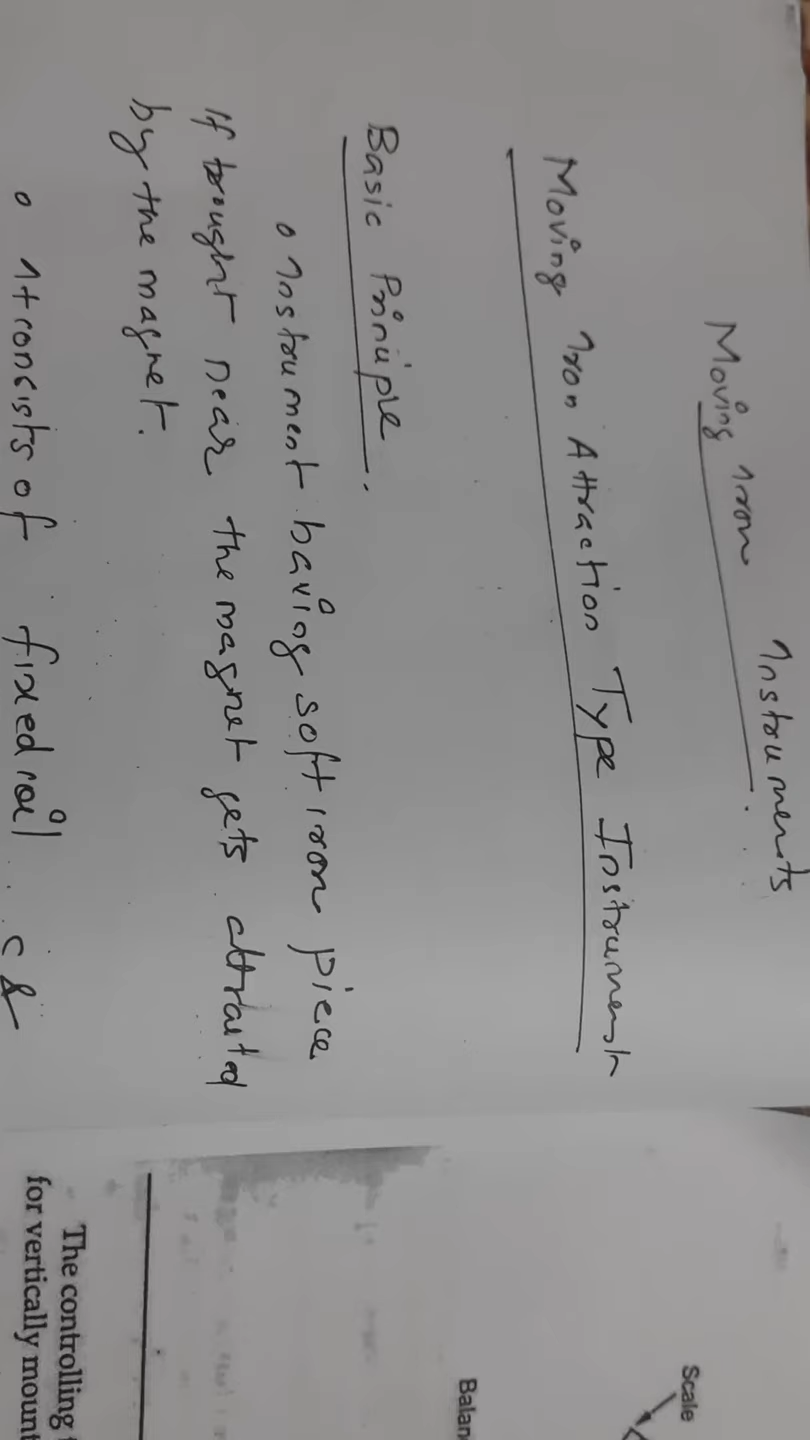 Moving Iron Instruments.
Moving Iron Attraction Type Instrument
Basic Principle.
Instrument having soft iron piece
If brought near the magnet gets attracted
by the magnet.
It consists of fixed coil
Scale
Balan
The controlling
for vertically mount